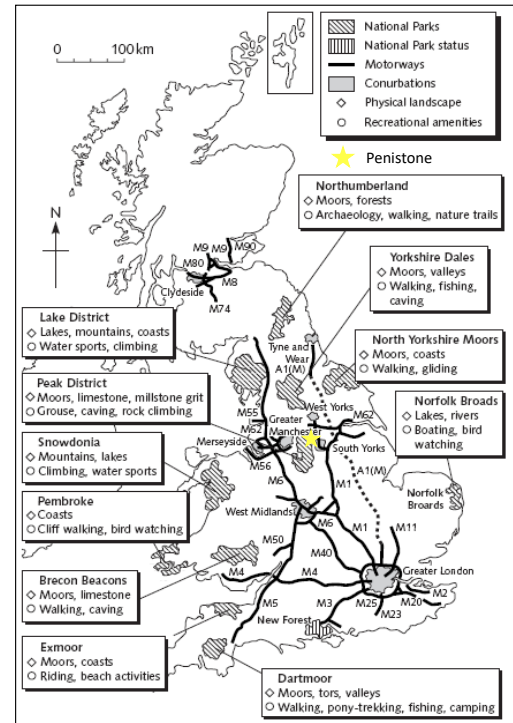 0 100 km
National Parks
National Park status
Motorways
Conurbations
Physical landscape
Recreational amenities
Penistone
N
Northumberland
Moors, forests
Archaeology, walking, nature trails
Yorkshire Dales
Moors, valleys
Walking, fishing,
caving
M9 M9 M90
M80
Clydeside
M8
M74
Lake District
Lakes, mountains, coasts
Water sports, climbing
Tyne and
Wear
A1(M)
North Yorkshire Moors
Moors, coasts
Walking, gliding
Peak District
Moors, limestone, millstone grit
Grouse, caving, rock climbing
M55
M62
Greater
Manchester
West Yorks
M62
Norfolk Broads
Lakes, rivers
Boating, bird
watching
Merseyside
M56
South Yorks
Snowdonia
Mountains, lakes
Climbing, water sports
M6
M1
A1(M)
Norfolk
Broards
Pembroke
Coasts
Cliff walking, bird watching
West Midlands
M6
M1
M11
M50
M40
Greater London
Brecon Beacons
Moors, limestone
Walking, caving
M4
M4
M5
M3
M25
M20
M2
M23
New Forest
Exmoor
Moors, coasts
Riding, beach activities
Dartmoor
Moors, tors, valleys
Walking, pony-trekking, fishing, camping